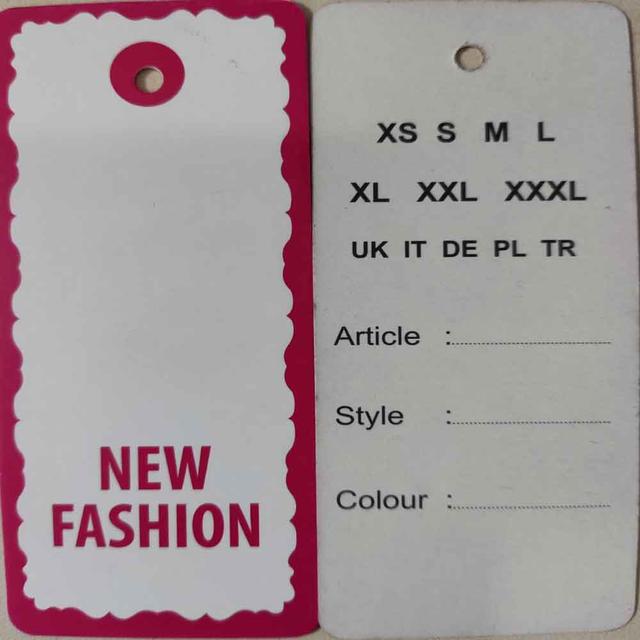 NEW
FASHION
XS S M L
XL XXL XXXL
UK IT DE PL TR
Article :
Style :
Colour :